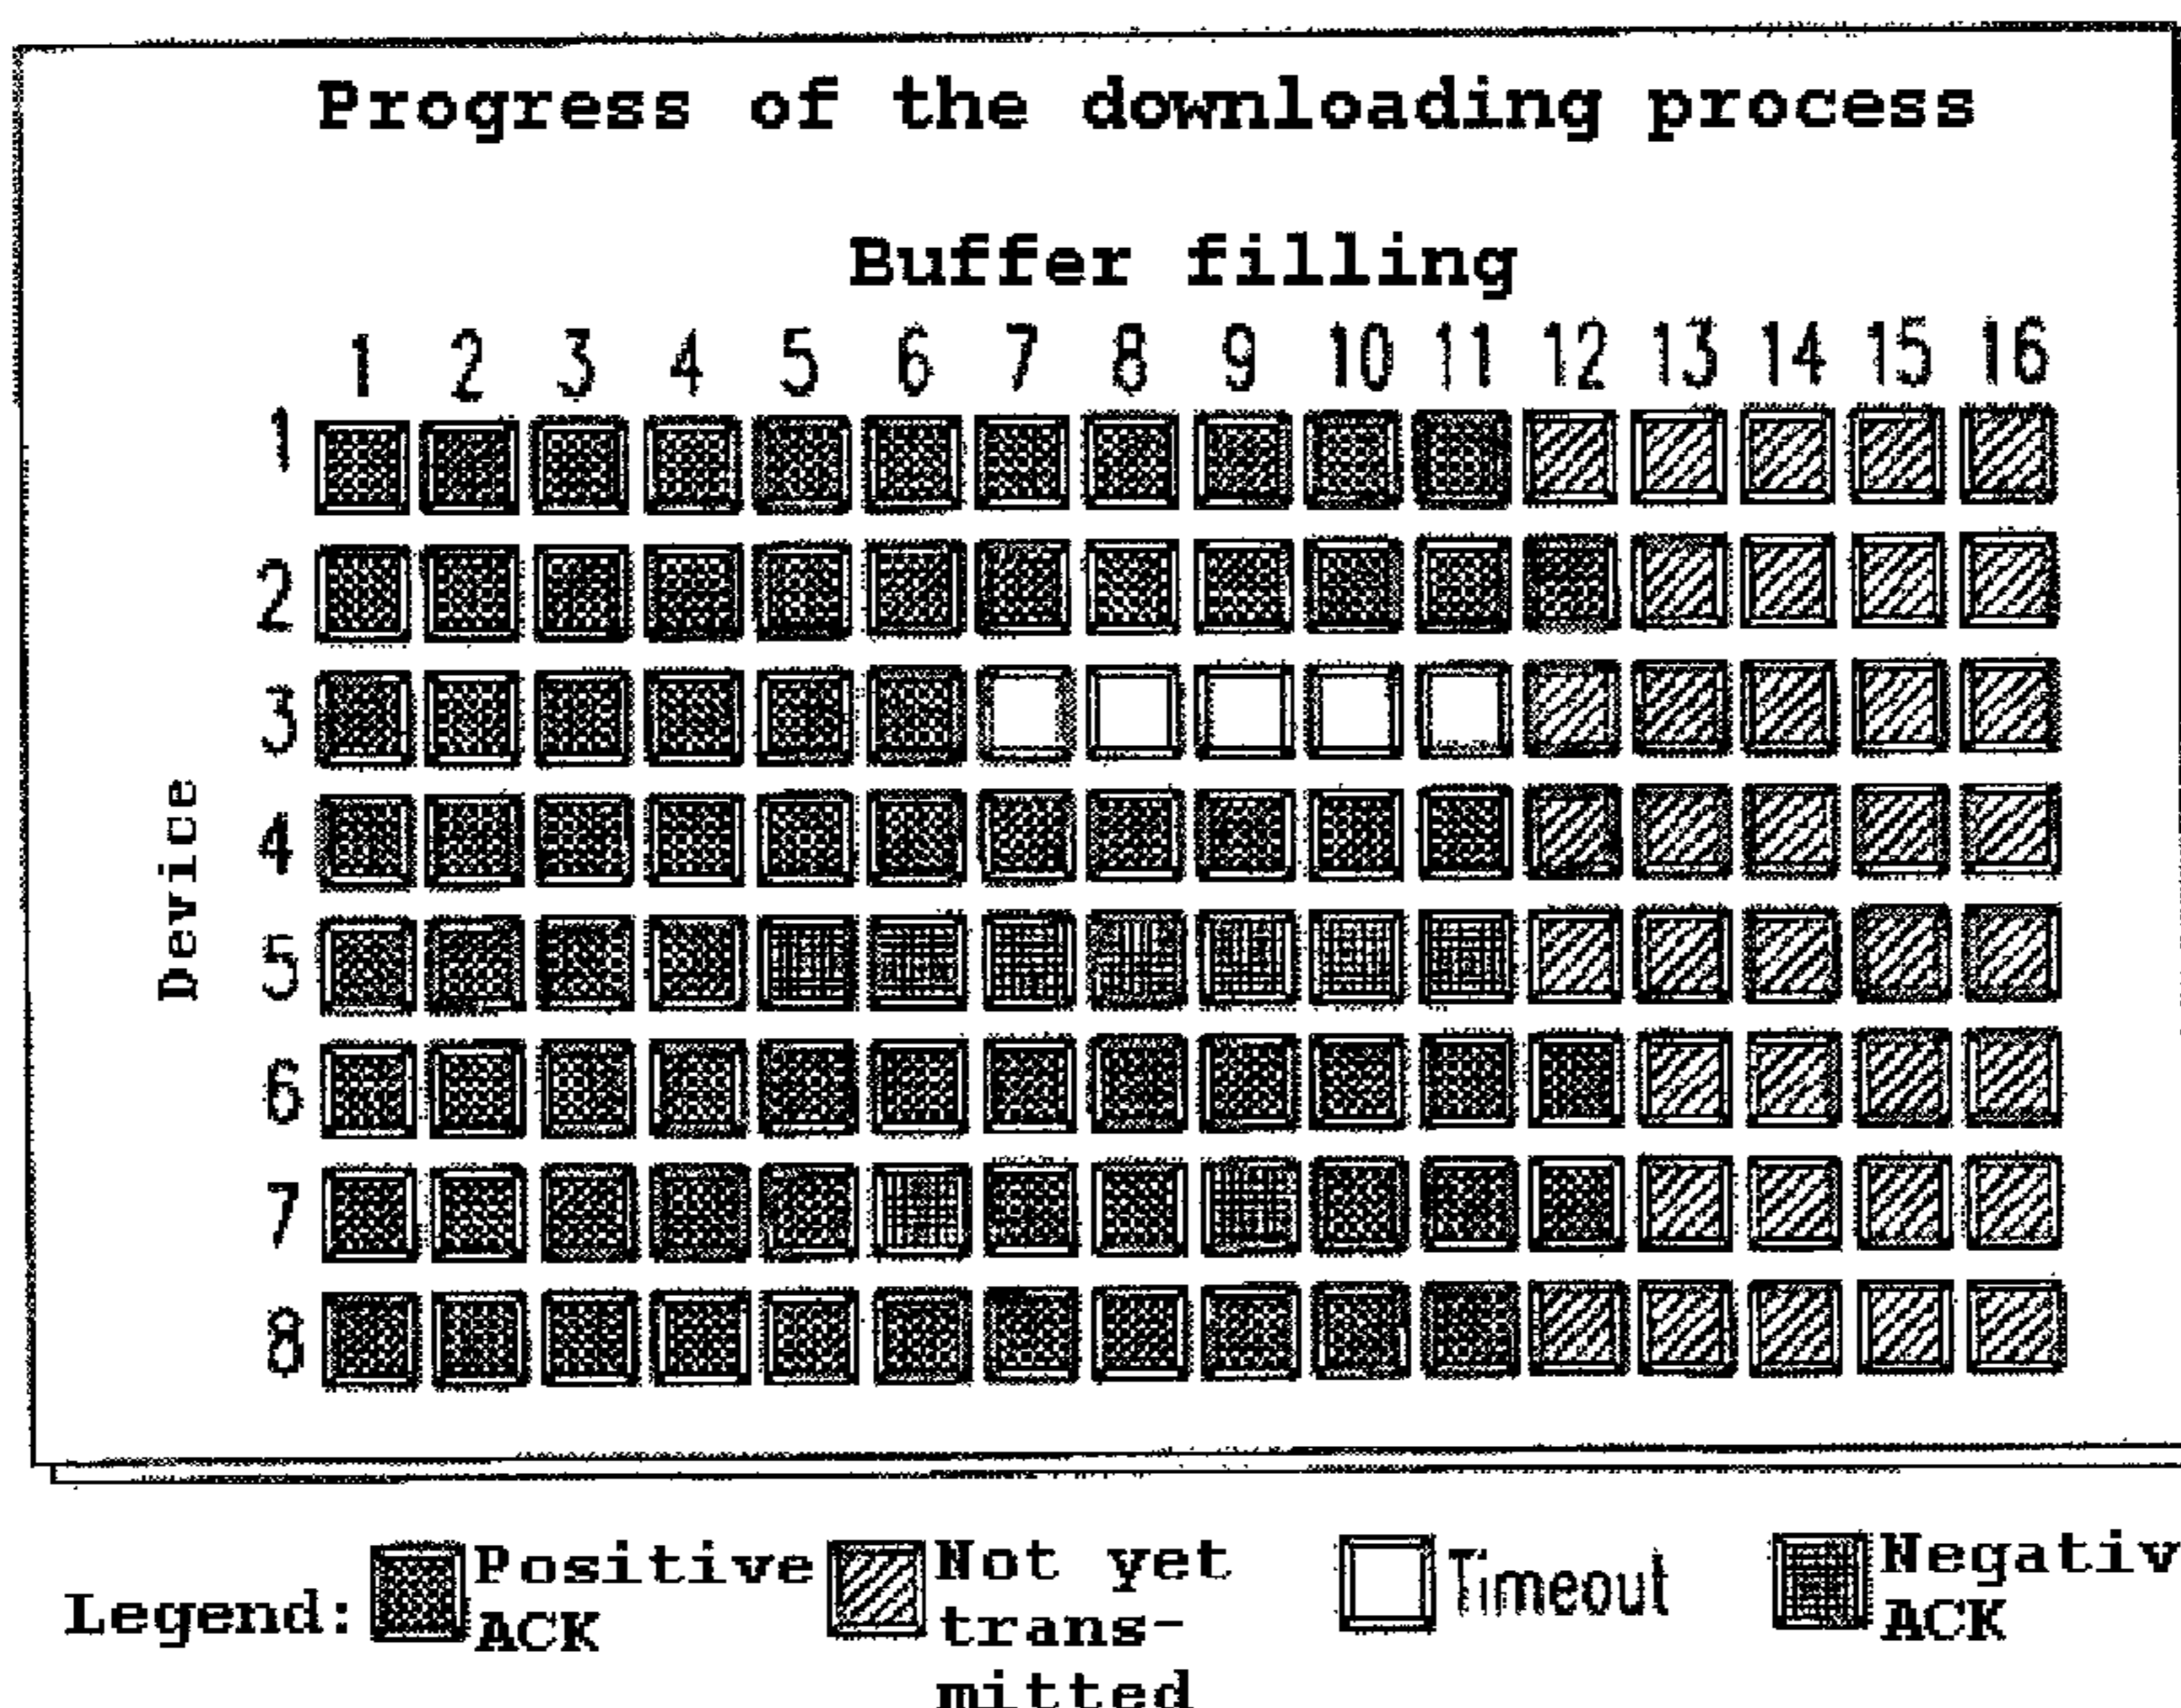 Progress of the downloading process
Buffer filling
1 2 3 4 5 6 7 8 9 10 11 12 13 14 15 16
1
2
3
4
5
6
7
8
Device
Legend:
Positive
ACK
Not yet
trans-
mitted
Timeout
Negativ
ACK